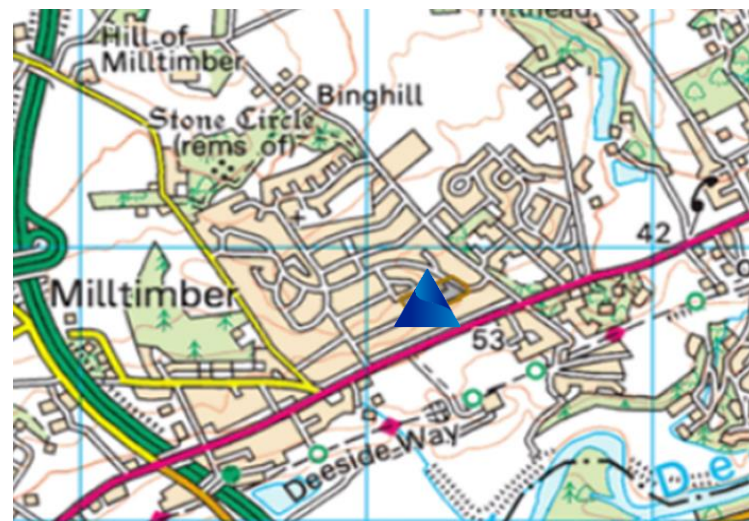 Hill of
Milltimber
Binghill
Stone Circle
(rems of)
42
Milltimber
53
Deeside Way
D e